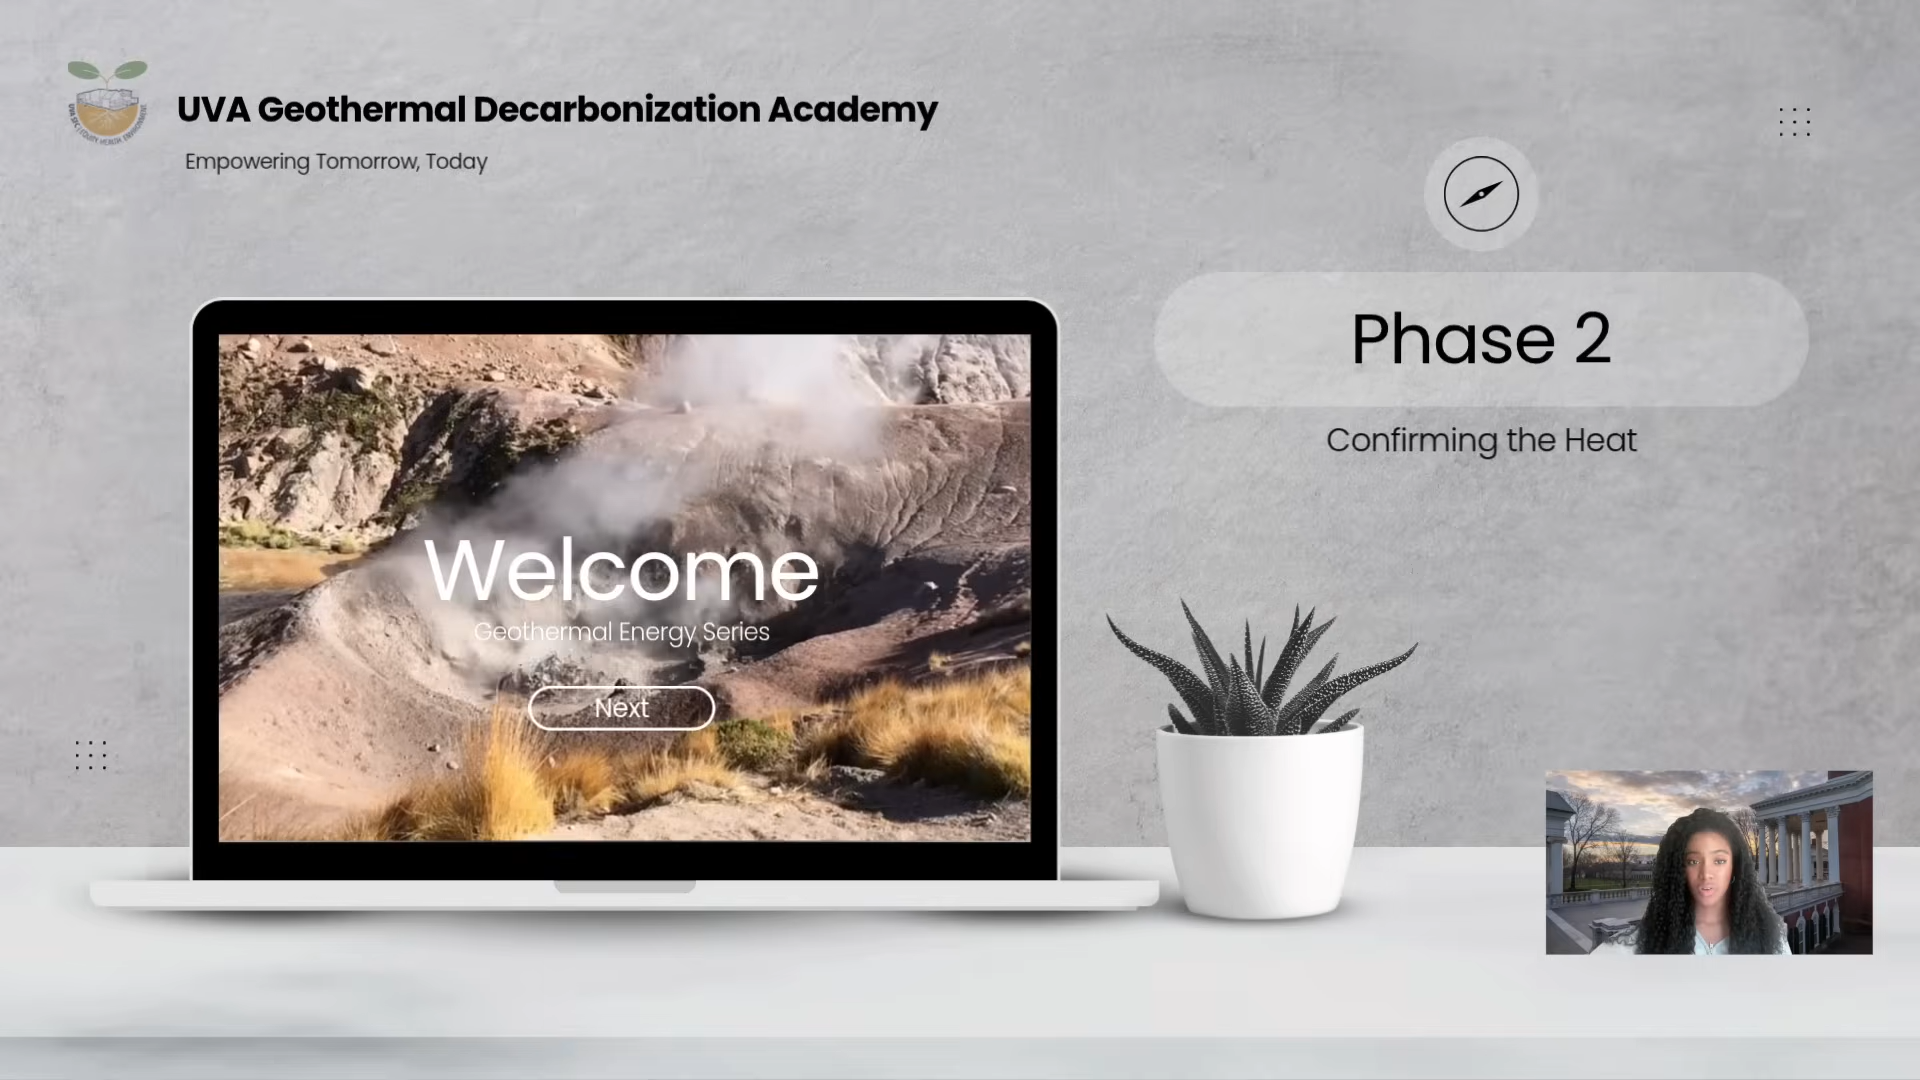 UVA Geothermal Decarbonization Academy
Empowering Tomorrow, Today
Phase 2
Confirming the Heat
Welcome
Geothermal Energy Series
Next